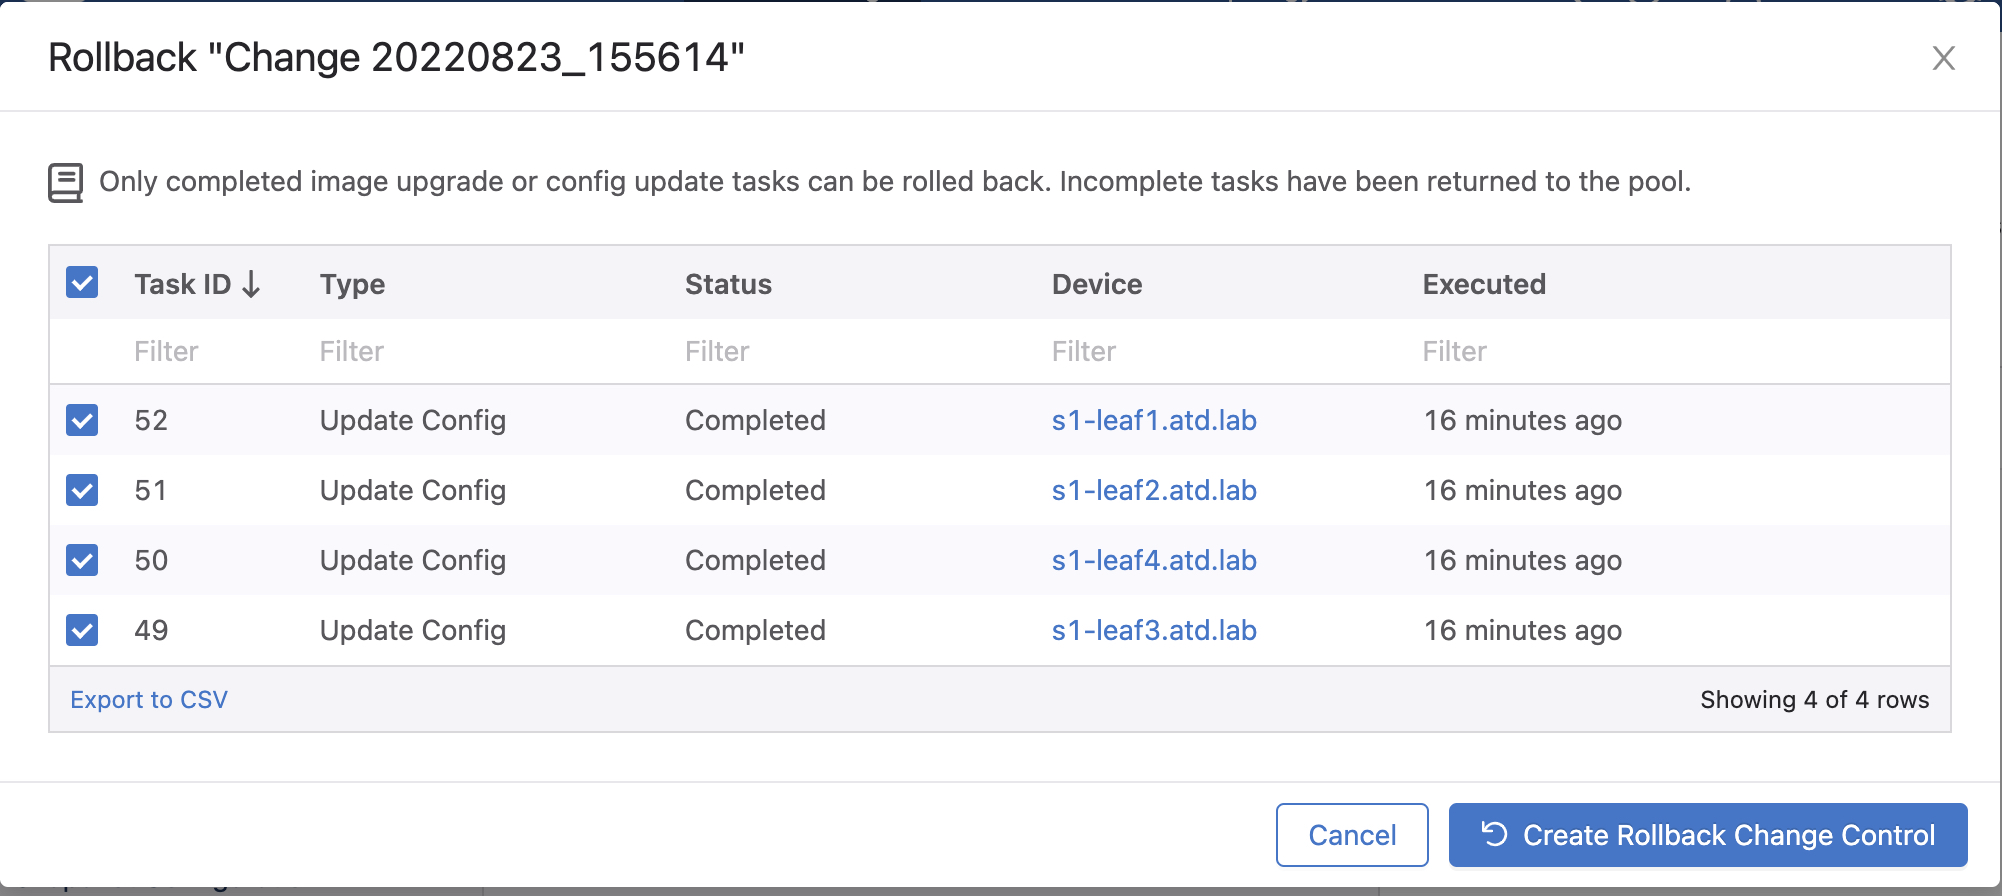 Rollback "Change 20220823_155614"
Only completed image upgrade or config update tasks can be rolled back. Incomplete tasks have been returned to the pool.
Task ID Type Status Device Executed
Filter Filter Filter Filter Filter
52 Update Config Completed s1-leaf1.atd.lab 16 minutes ago
51 Update Config Completed s1-leaf2.atd.lab 16 minutes ago
50 Update Config Completed s1-leaf4.atd.lab 16 minutes ago
49 Update Config Completed s1-leaf3.atd.lab 16 minutes ago
Export to CSV Showing 4 of 4 rows
Cancel Create Rollback Change Control